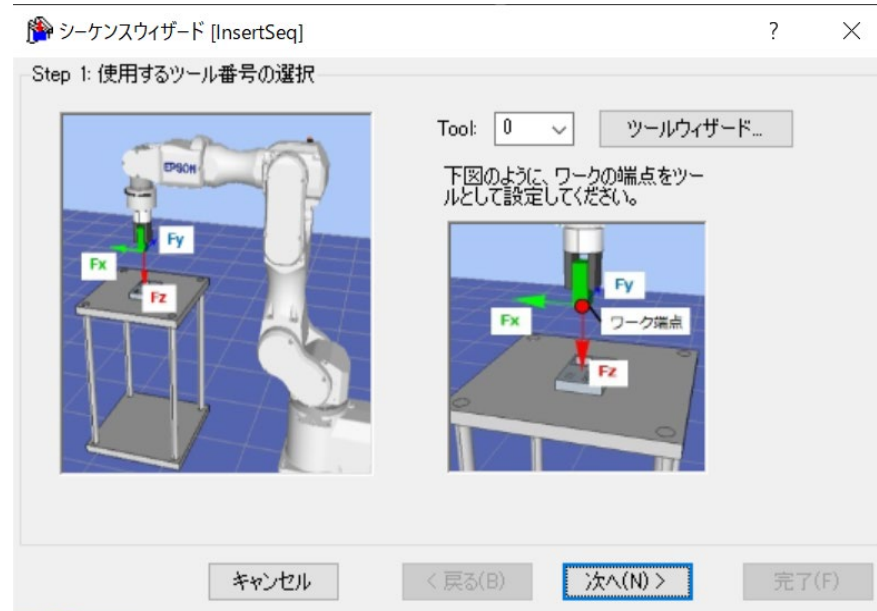 シーケンスウィザード [InsertSeq]
?
Step 1: 使用するツール番号の選択
Tool: 0
ツールウィザード...
下図のように、ワークの端点をツー
ルとして設定してください。
EPSON
Fy
Fx
Fz
Fy
Fx
ワーク端点
Fz
キャンセル
< 戻る(B)
次へ(N) >
完了(F)